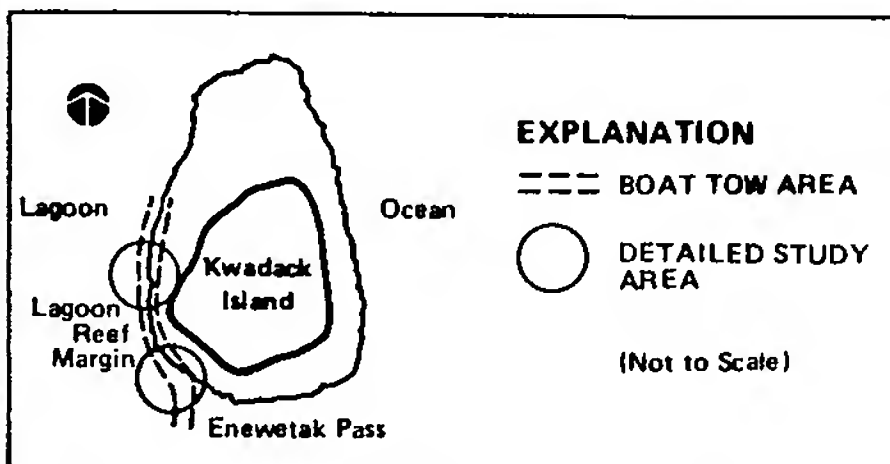 Lagoon
Ocean
Kwadack
Island
Lagoon
Reef
Margin
Enewetak Pass
EXPLANATION
BOAT TOW AREA
DETAILED STUDY
AREA
(Not to Scale)